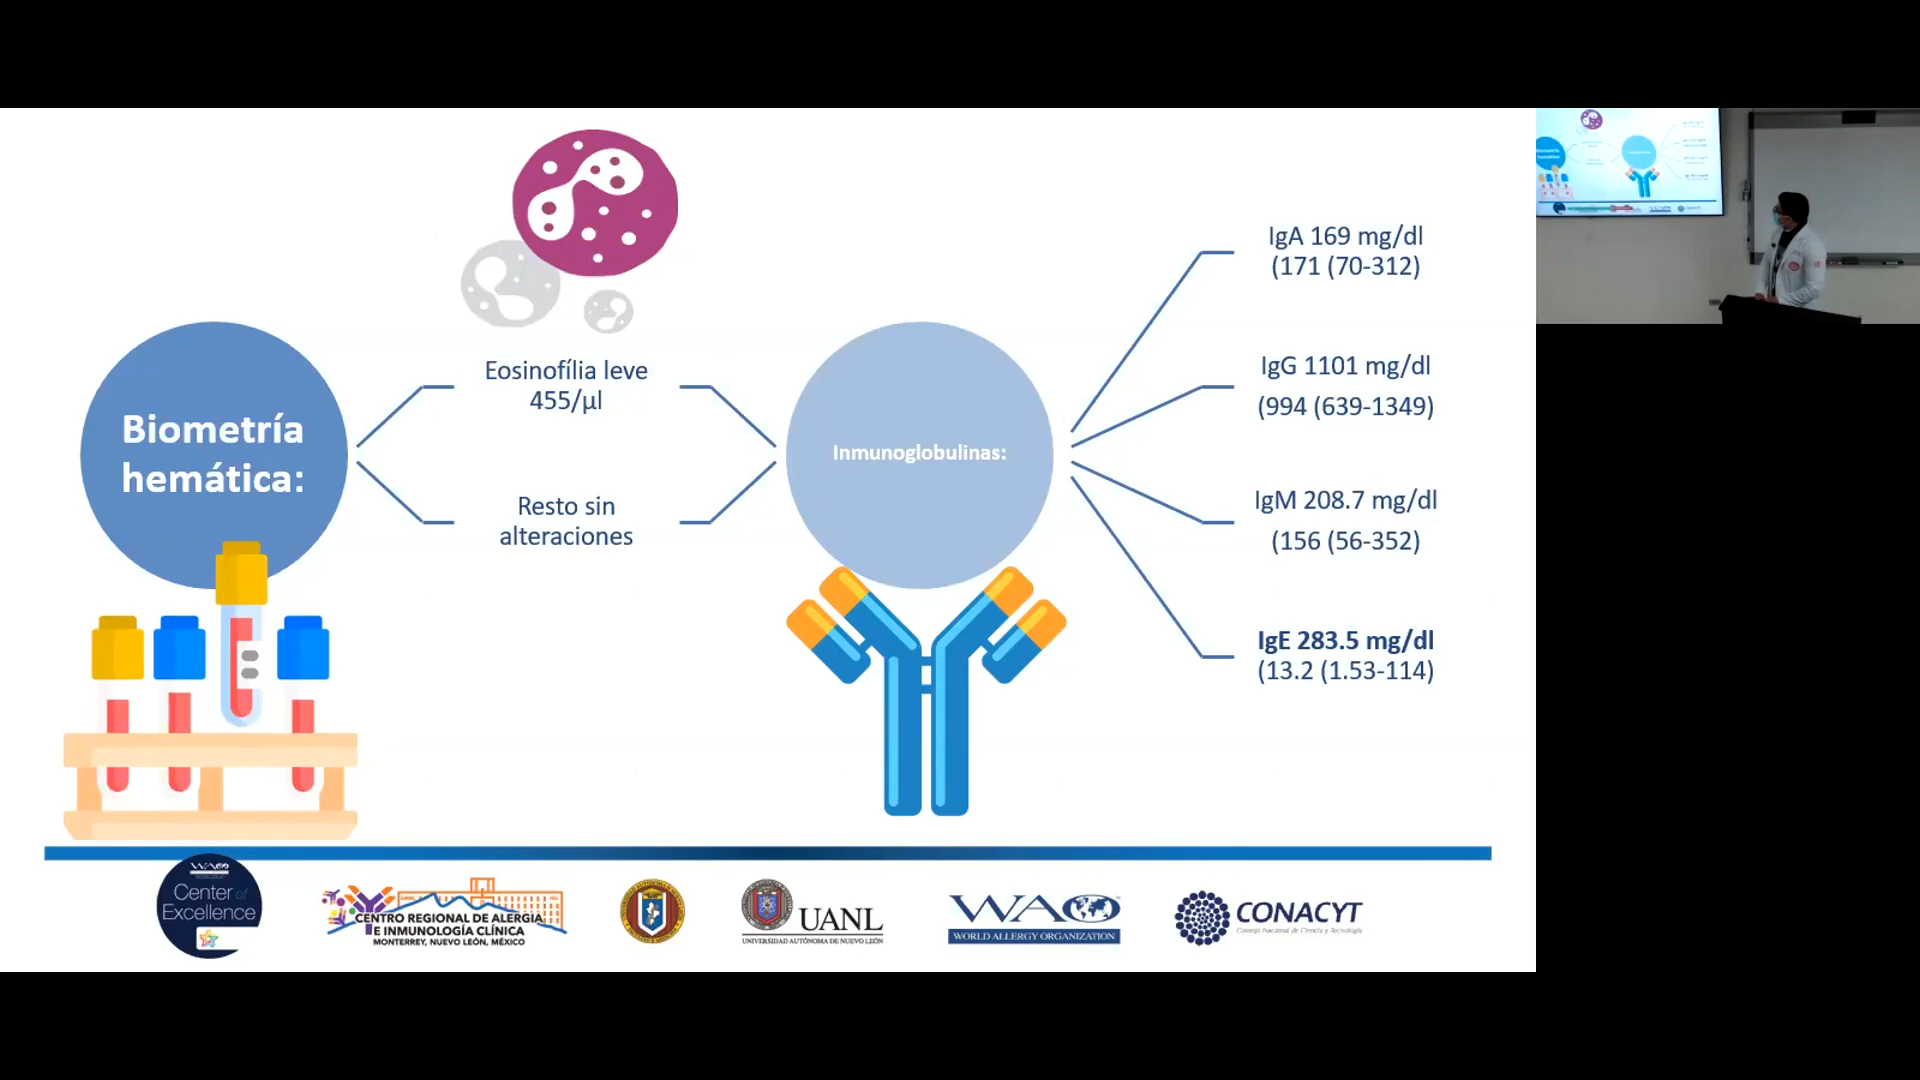 Biometría
hemática:
Eosinofília leve
455/µl
Resto sin
alteraciones
Inmunoglobulinas:
IgA 169 mg/dl
(171 (70-312)
IgG 1101 mg/dl
(994 (639-1349)
IgM 208.7 mg/dl
(156 (56-352)
IgE 283.5 mg/dl
(13.2 (1.53-114)
WAO
Center of
Excellence
CENTRO REGIONAL DE ALERGIA
E INMUNOLOGÍA CLÍNICA
MONTERREY, NUEVO LEÓN, MÉXICO
UANL
UNIVERSIDAD AUTÓNOMA DE NUEVO LEÓN
WAO
WORLD ALLERGY ORGANIZATION
CONACYT
Consejo Nacional de Ciencia y Tecnología